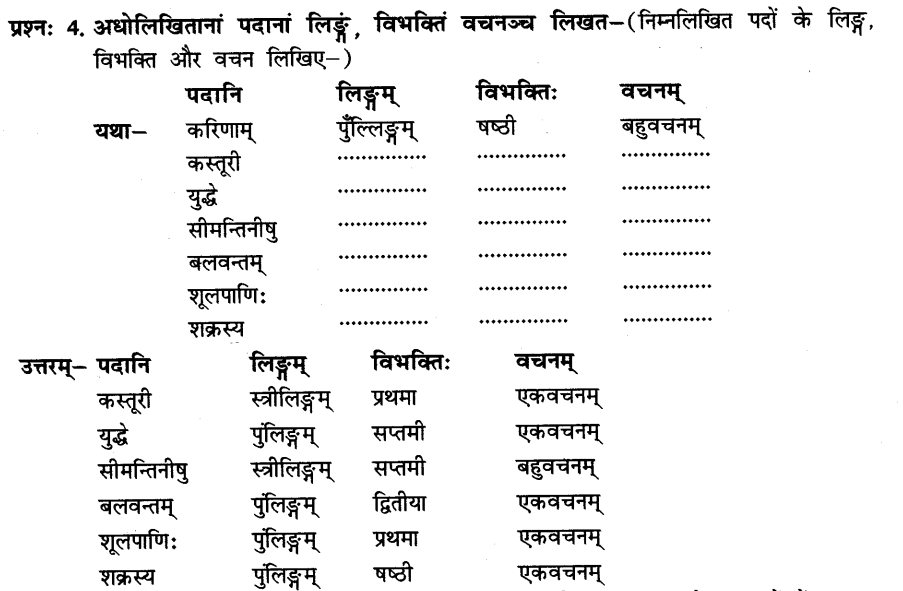 प्रश्नः 4. अधोलिखितानां पदानां लिङ्गं, विभक्तिं वचनञ्च लिखत–(निम्नलिखित पदों के लिङ्ग,
विभक्ति और वचन लिखिए–)
पदानि लिङ्गम् विभक्तिः वचनम्
यथा– करिणाम् पुँल्लिङ्गम् षष्ठी बहुवचनम्
कस्तूरी ............... ............... ...............
युद्धे ............... ............... ...............
सीमन्तिनीषु ............... ............... ...............
बलवन्तम् ............... ............... ...............
शूलपाणिः ............... ............... ...............
शक्रस्य ............... ............... ...............
उत्तरम्– पदानि लिङ्गम् विभक्तिः वचनम्
कस्तूरी स्त्रीलिङ्गम् प्रथमा एकवचनम्
युद्धे पुंलिङ्गम् सप्तमी एकवचनम्
सीमन्तिनीषु स्त्रीलिङ्गम् सप्तमी बहुवचनम्
बलवन्तम् पुंलिङ्गम् द्वितीया एकवचनम्
शूलपाणिः पुंलिङ्गम् प्रथमा एकवचनम्
शक्रस्य पुंलिङ्गम् षष्ठी एकवचनम्